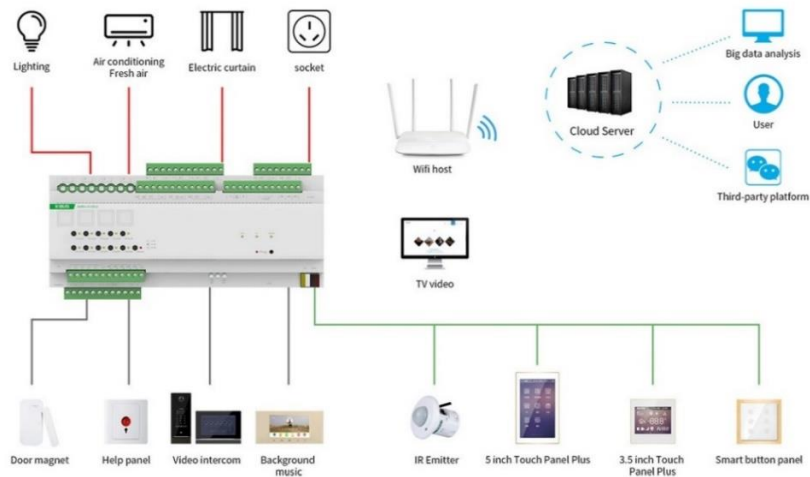 Lighting
Air conditioning
Fresh air
Electric curtain
socket
Big data analysis
Cloud Server
User
Wifi host
Third-party platform
TV video
Door magnet
Help panel
Video intercom
Background
music
IR Emitter
5 inch Touch Panel Plus
3.5 inch Touch
Panel Plus
Smart button panel